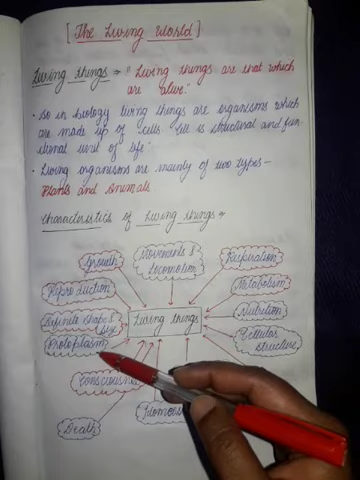 [The Living World]
Living things → "Living things are that which
are alive."
• So in biology living things are organisms which
are made up of cells. Cell is structural and fun
ctional unit of life.
• Living organisms are mainly of two types-
Plants and Animals.
Characteristics of Living things →
Movements &
Locomotion
Growth
Respiration
Reproduction
Metabolism
Definite shape &
size
Living things
Nutrition
Protoplasm
Cellular
structure
Death